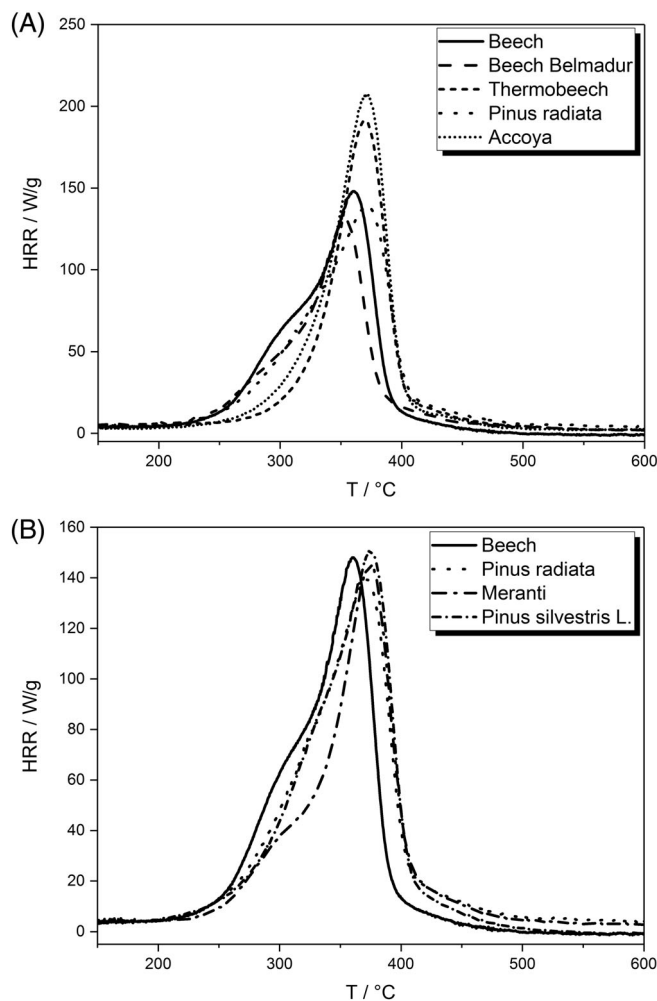 (A)
250
200
150
100
50
0
HRR / W/g
Beech
Beech Belmadur
Thermobeech
Pinus radiata
Accoya
200 300 400 500 600
T / °C
(B)
160
140
120
100
80
60
40
20
0
HRR / W/g
Beech
Pinus radiata
Meranti
Pinus silvestris L.
200 300 400 500 600
T / °C